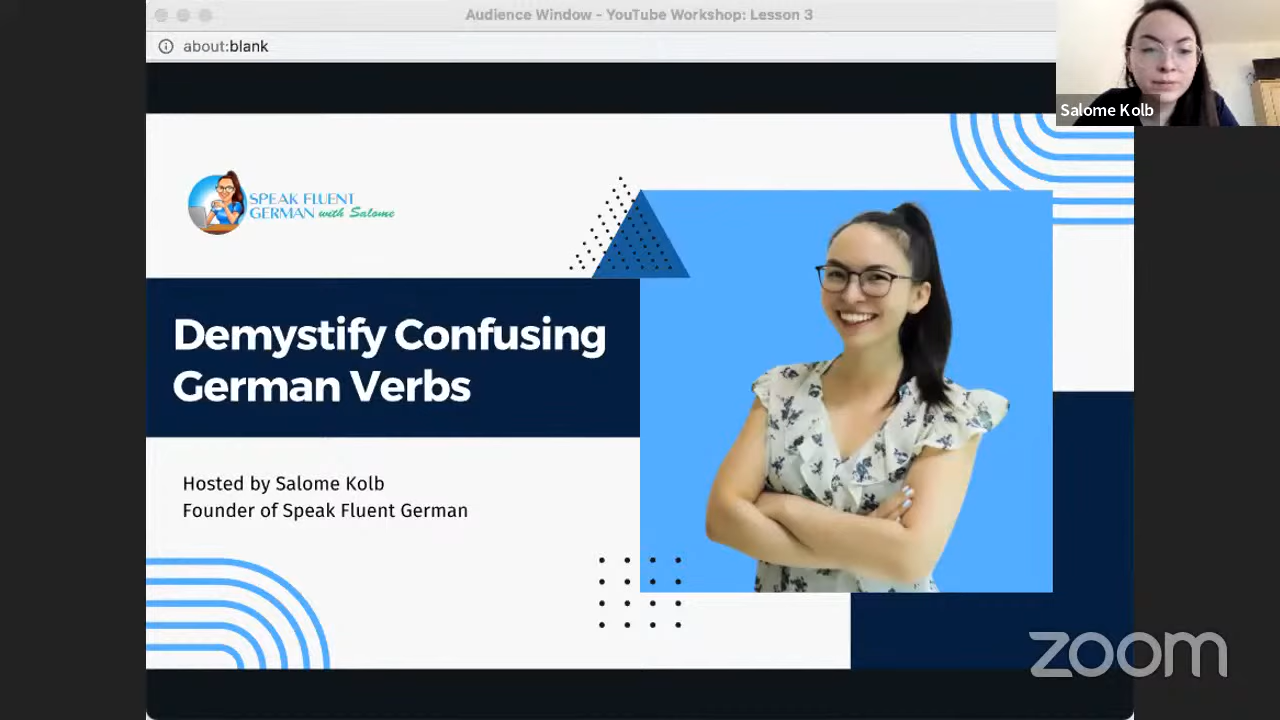 Audience Window - YouTube Workshop: Lesson 3
about:blank
Salome Kolb
SPEAK FLUENT
GERMAN with Salome
Demystify Confusing
German Verbs
Hosted by Salome Kolb
Founder of Speak Fluent German
zoom